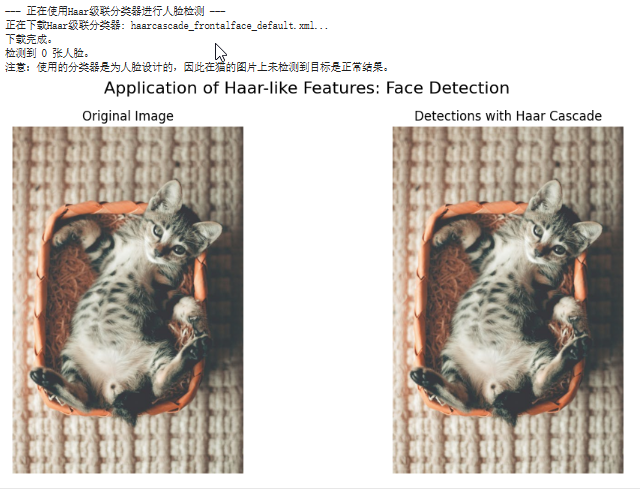 --- 正在使用Haar级联分类器进行人脸检测 ---
正在下载Haar级联分类器: haarcascade_frontalface_default.xml...
下载完成。
检测到 0 张人脸。
注意: 使用的分类器是为人脸设计的，因此在猫的图片上未检测到目标是正常结果。
Application of Haar-like Features: Face Detection
Original Image
Detections with Haar Cascade